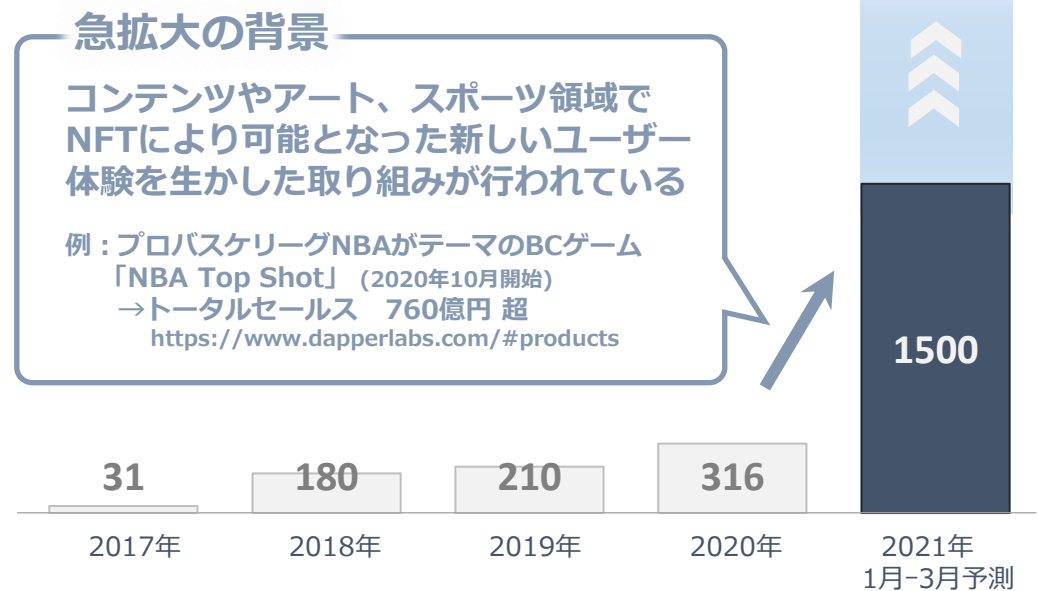 急拡大の背景
コンテンツやアート、スポーツ領域で
NFTにより可能となった新しいユーザー
体験を生かした取り組みが行われている
例：プロバスケリーグNBAがテーマのBCゲーム
「NBA Top Shot」 (2020年10月開始)
→トータルセールス　760億円 超
https://www.dapperlabs.com/#products
31
180
210
316
1500
2017年
2018年
2019年
2020年
2021年
1月−3月予測